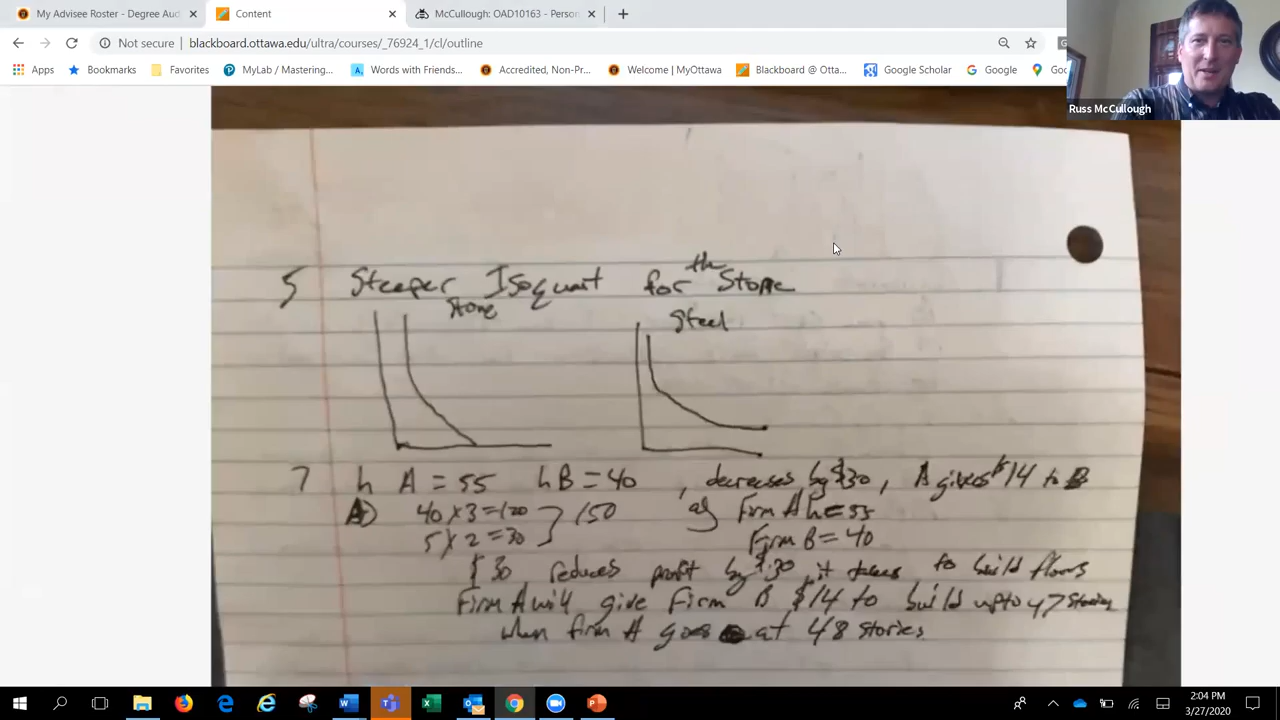 My Advisee Roster - Degree Aud
Content
McCullough: OAD10163 - Person
Not secure
blackboard.ottawa.edu/ultra/courses/_76924_1/cl/outline
Apps
Bookmarks
Favorites
MyLab / Mastering...
Words with Friends...
Accredited, Non-Pr...
Welcome | MyOttawa
Blackboard @ Otta...
Google Scholar
Google
Goo
Russ McCullough
5 Steeper Isoquant for the Stone
Stone
Steel
7 h A = 55 h B = 40 , decreases by $30, A gives $14 to B
A) 40 x 3 = 120
5 x 2 = 30
150
Firm A h = 55
Firm B = 40
$30 reduces profit by $30 it takes to build floors
Firm A will give Firm B $14 to build up to 47 stories
when firm A goes at 48 stories.
2:04 PM
3/27/2020